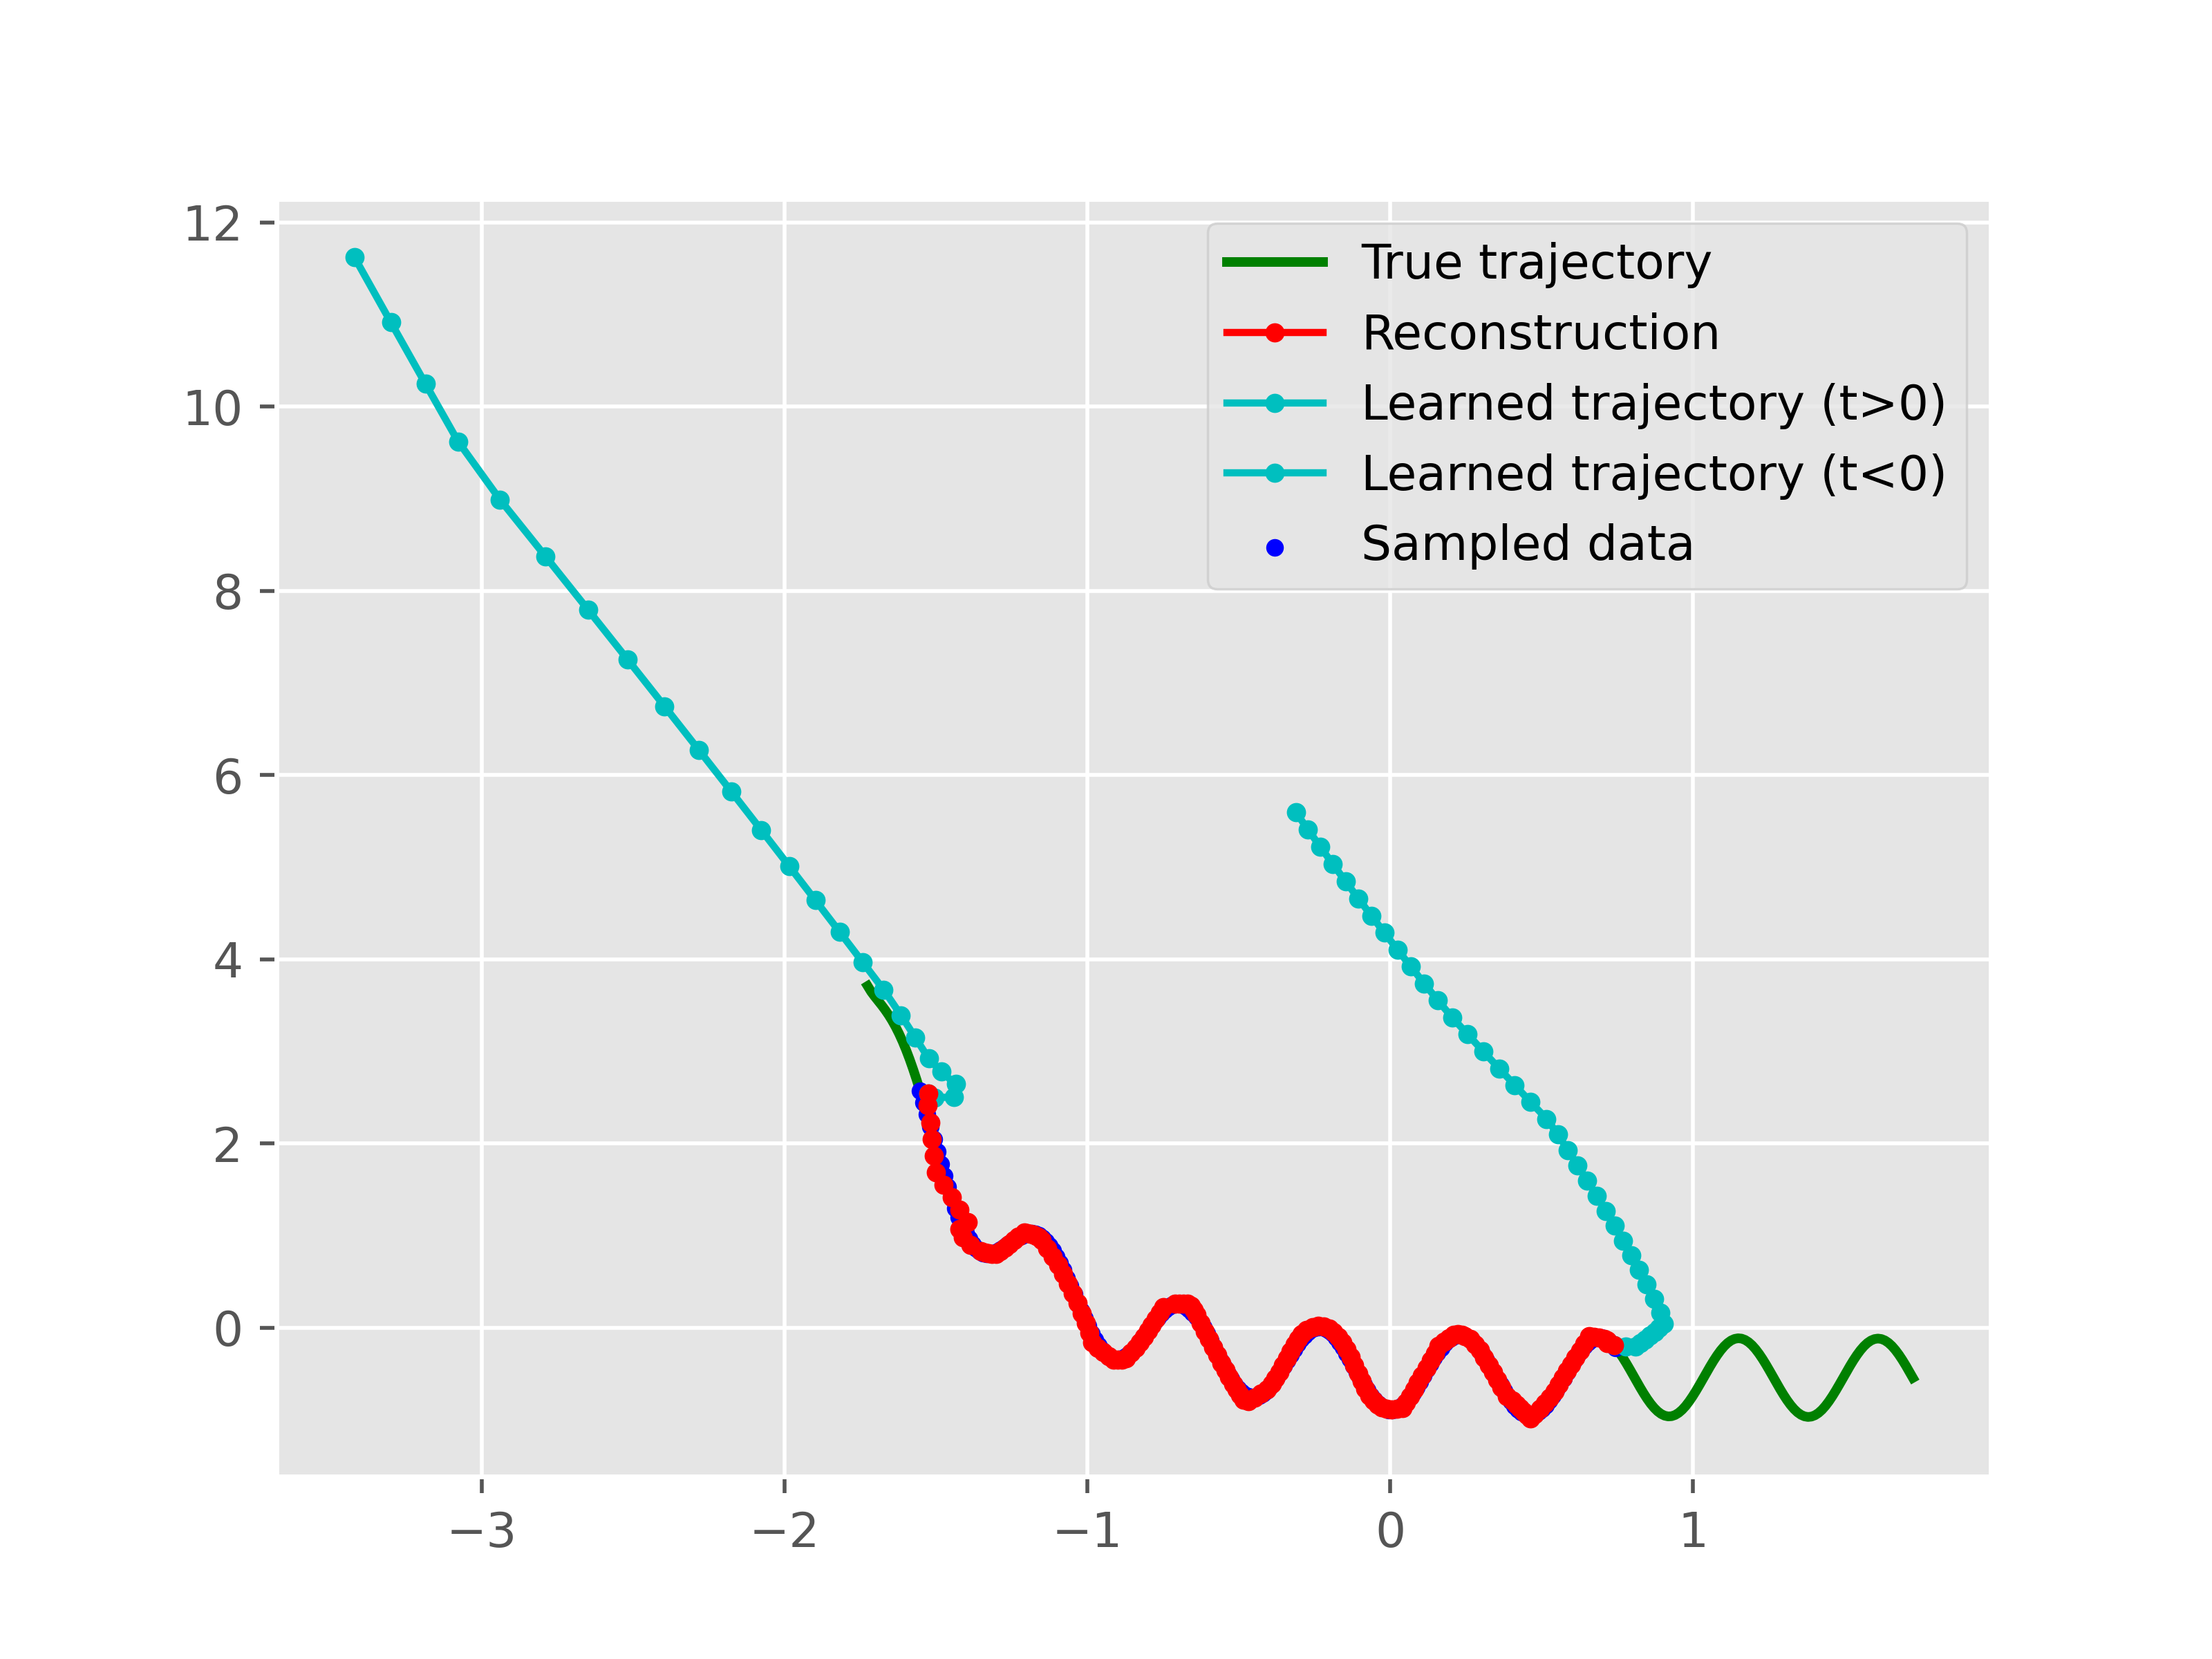 12
10
8
6
4
2
0
−3
−2
−1
0
1
True trajectory
Reconstruction
Learned trajectory (t>0)
Learned trajectory (t<0)
Sampled data